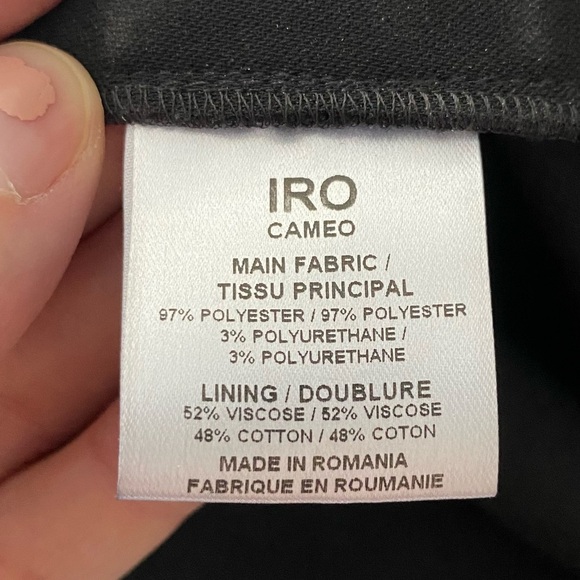 IRO
CAMEO
MAIN FABRIC /
TISSU PRINCIPAL
97% POLYESTER / 97% POLYESTER
3% POLYURETHANE /
3% POLYURETHANE
LINING / DOUBLURE
52% VISCOSE / 52% VISCOSE
48% COTTON / 48% COTON
MADE IN ROMANIA
FABRIQUE EN ROUMANIE